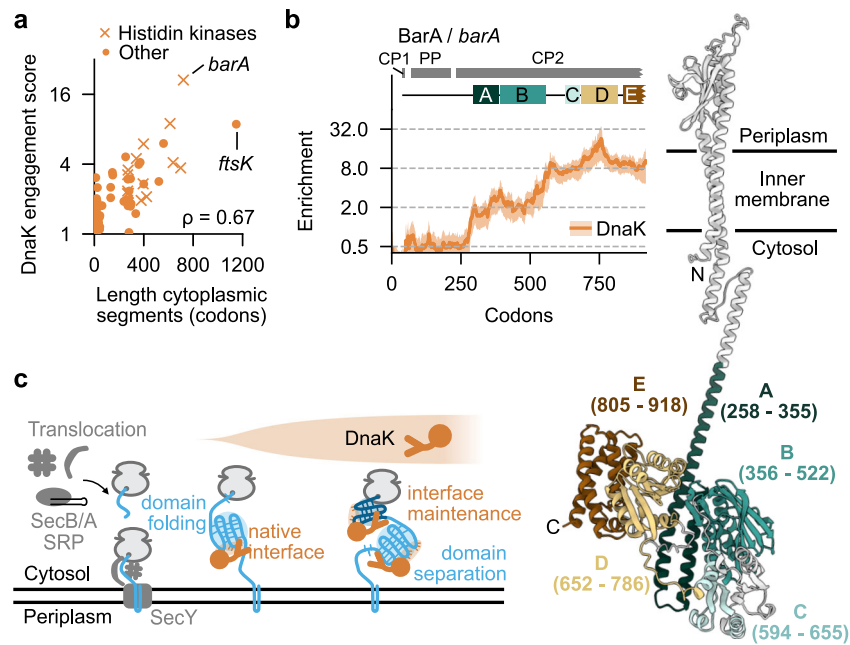 a
× Histidin kinases
● Other
DnaK engagement score
16
4
1
barA
ftsK
ρ = 0.67
0 400 800 1200
Length cytoplasmic
segments (codons)
b
BarA / barA
CP1 PP CP2
A B C D E
Enrichment
32.0
8.0
2.0
0.5
DnaK
0 250 500 750
Codons
Periplasm
Inner
membrane
Cytosol
N
A
(258 - 355)
B
(356 - 522)
C
(594 - 655)
D
(652 - 786)
E
(805 - 918)
C
c
Translocation
SecB/A
SRP
Cytosol
Periplasm
SecY
domain
folding
native
interface
DnaK
interface
maintenance
domain
separation